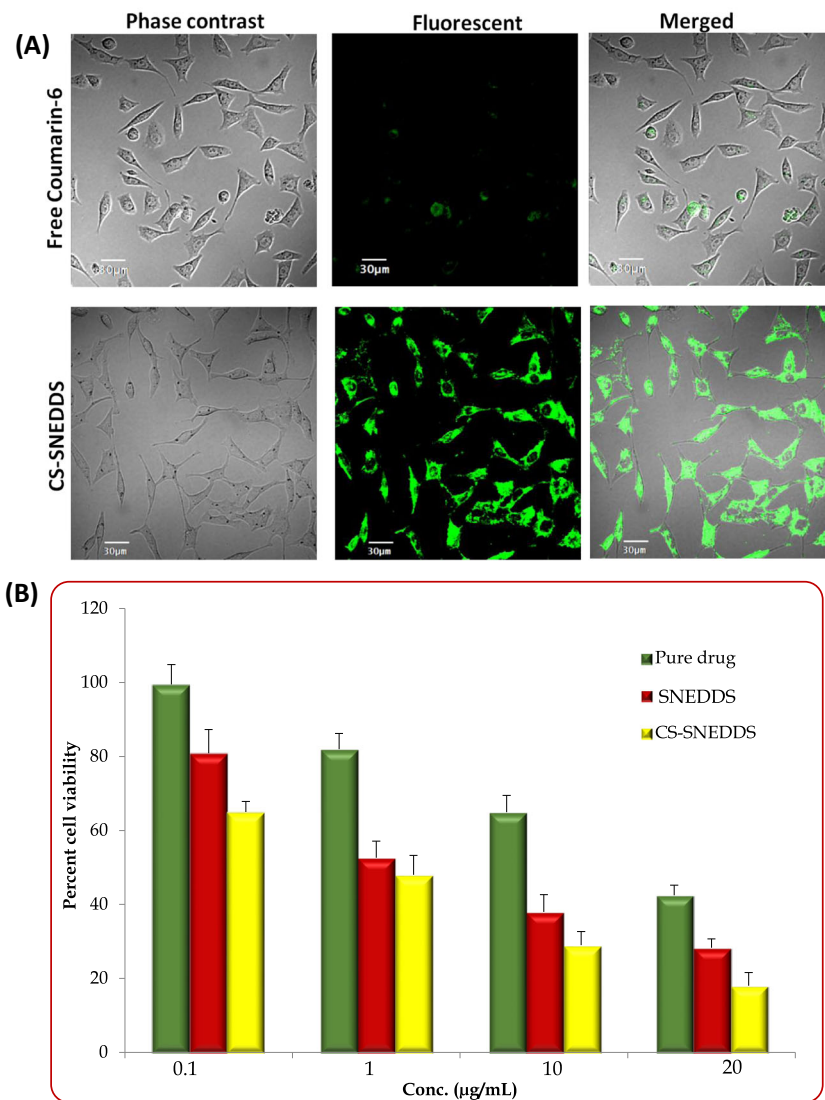 Phase contrast
Fluorescent
Merged
(A)
Free Coumarin-6
30µm
30µm
30µm
CS-SNEDDS
30µm
30µm
30µm
(B)
120
100
80
60
40
20
0
Percent cell viability
Pure drug
SNEDDS
CS-SNEDDS
0.1
1
10
20
Conc. (µg/mL)